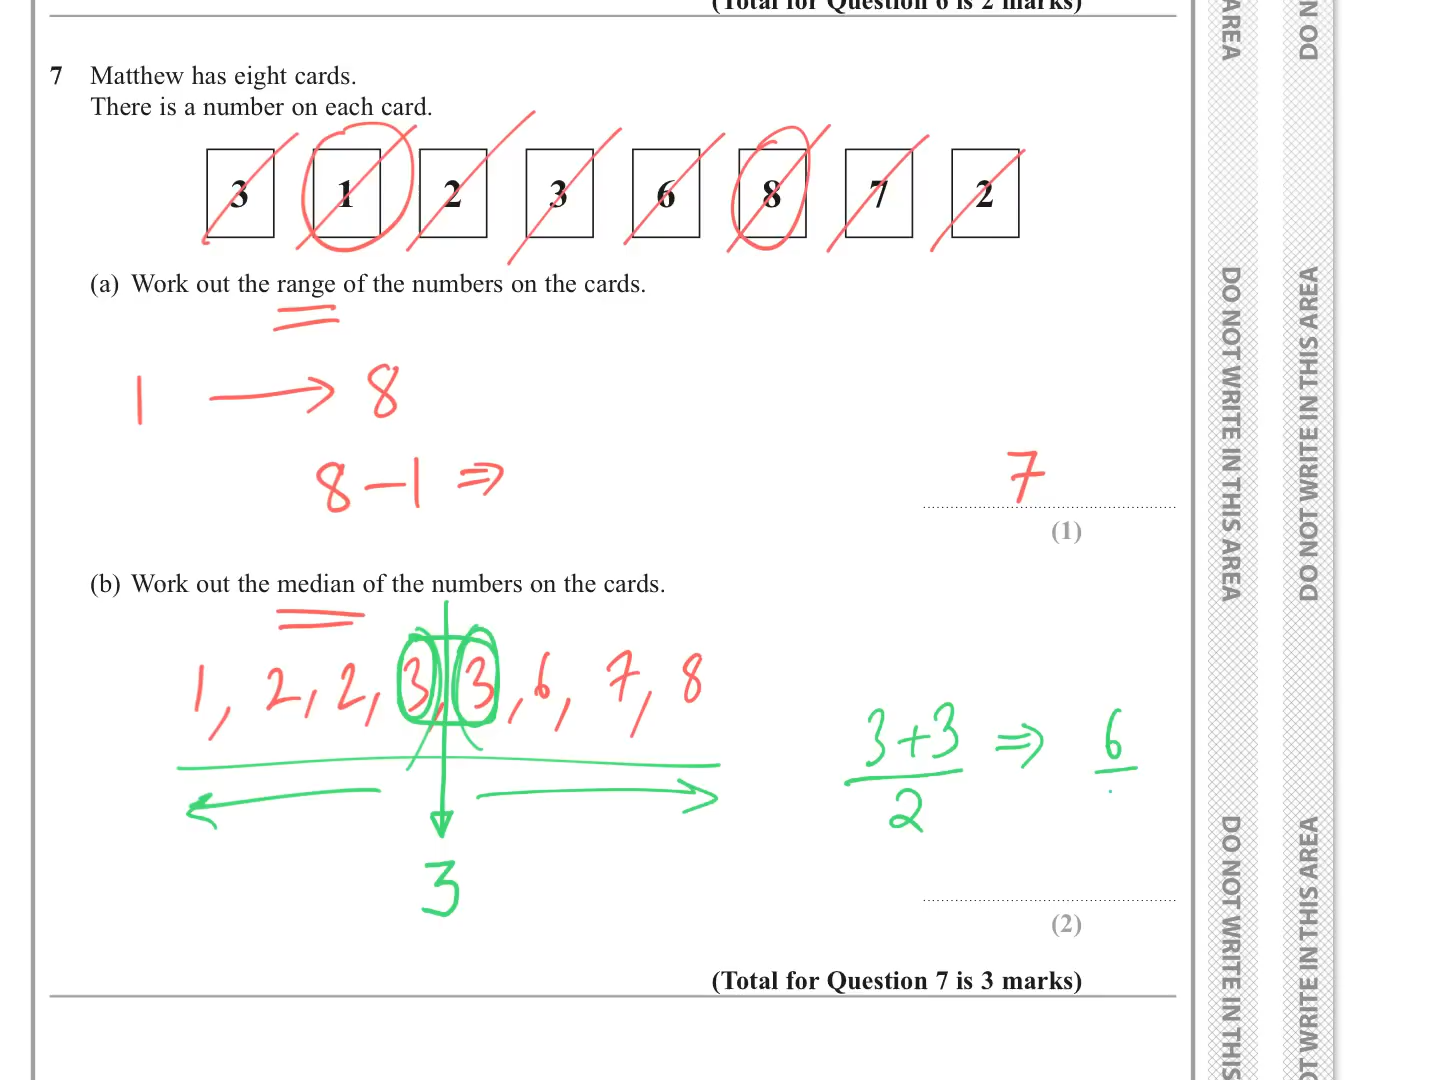 (Total for Question 6 is 2 marks)
7 Matthew has eight cards.
There is a number on each card.
3 1 2 3 6 8 7 2
(a) Work out the range of the numbers on the cards.
1 → 8
8 – 1 ⇒
7
(1)
(b) Work out the median of the numbers on the cards.
1, 2, 2, 3, 3, 6, 7, 8
3+3 ⇒ 6
2
3
(2)
(Total for Question 7 is 3 marks)
AREA
DO NOT WRITE IN THIS AREA
DO NOT WRITE IN THIS
DO N
DO NOT WRITE IN THIS AREA
OT WRITE IN THIS AREA